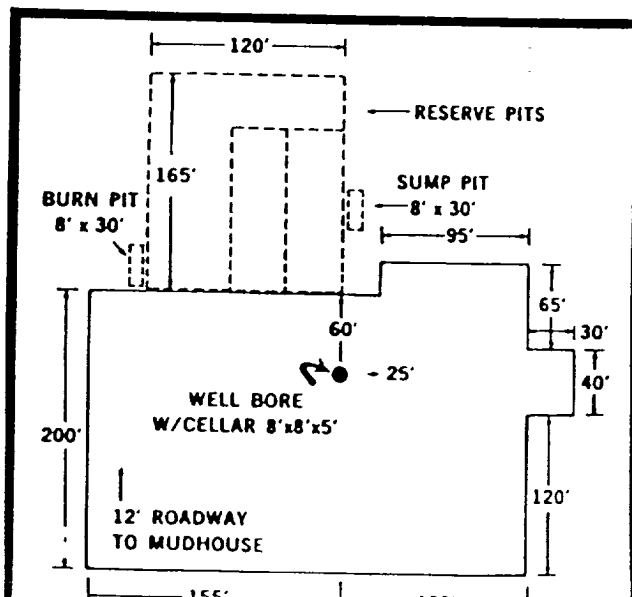 120'
RESERVE PITS
165'
SUMP PIT
8' x 30'
BURN PIT
8' x 30'
95'
65'
30'
60'
25'
40'
WELL BORE
W/CELLAR 8'x8'x5'
200'
120'
12' ROADWAY
TO MUDHOUSE
155'